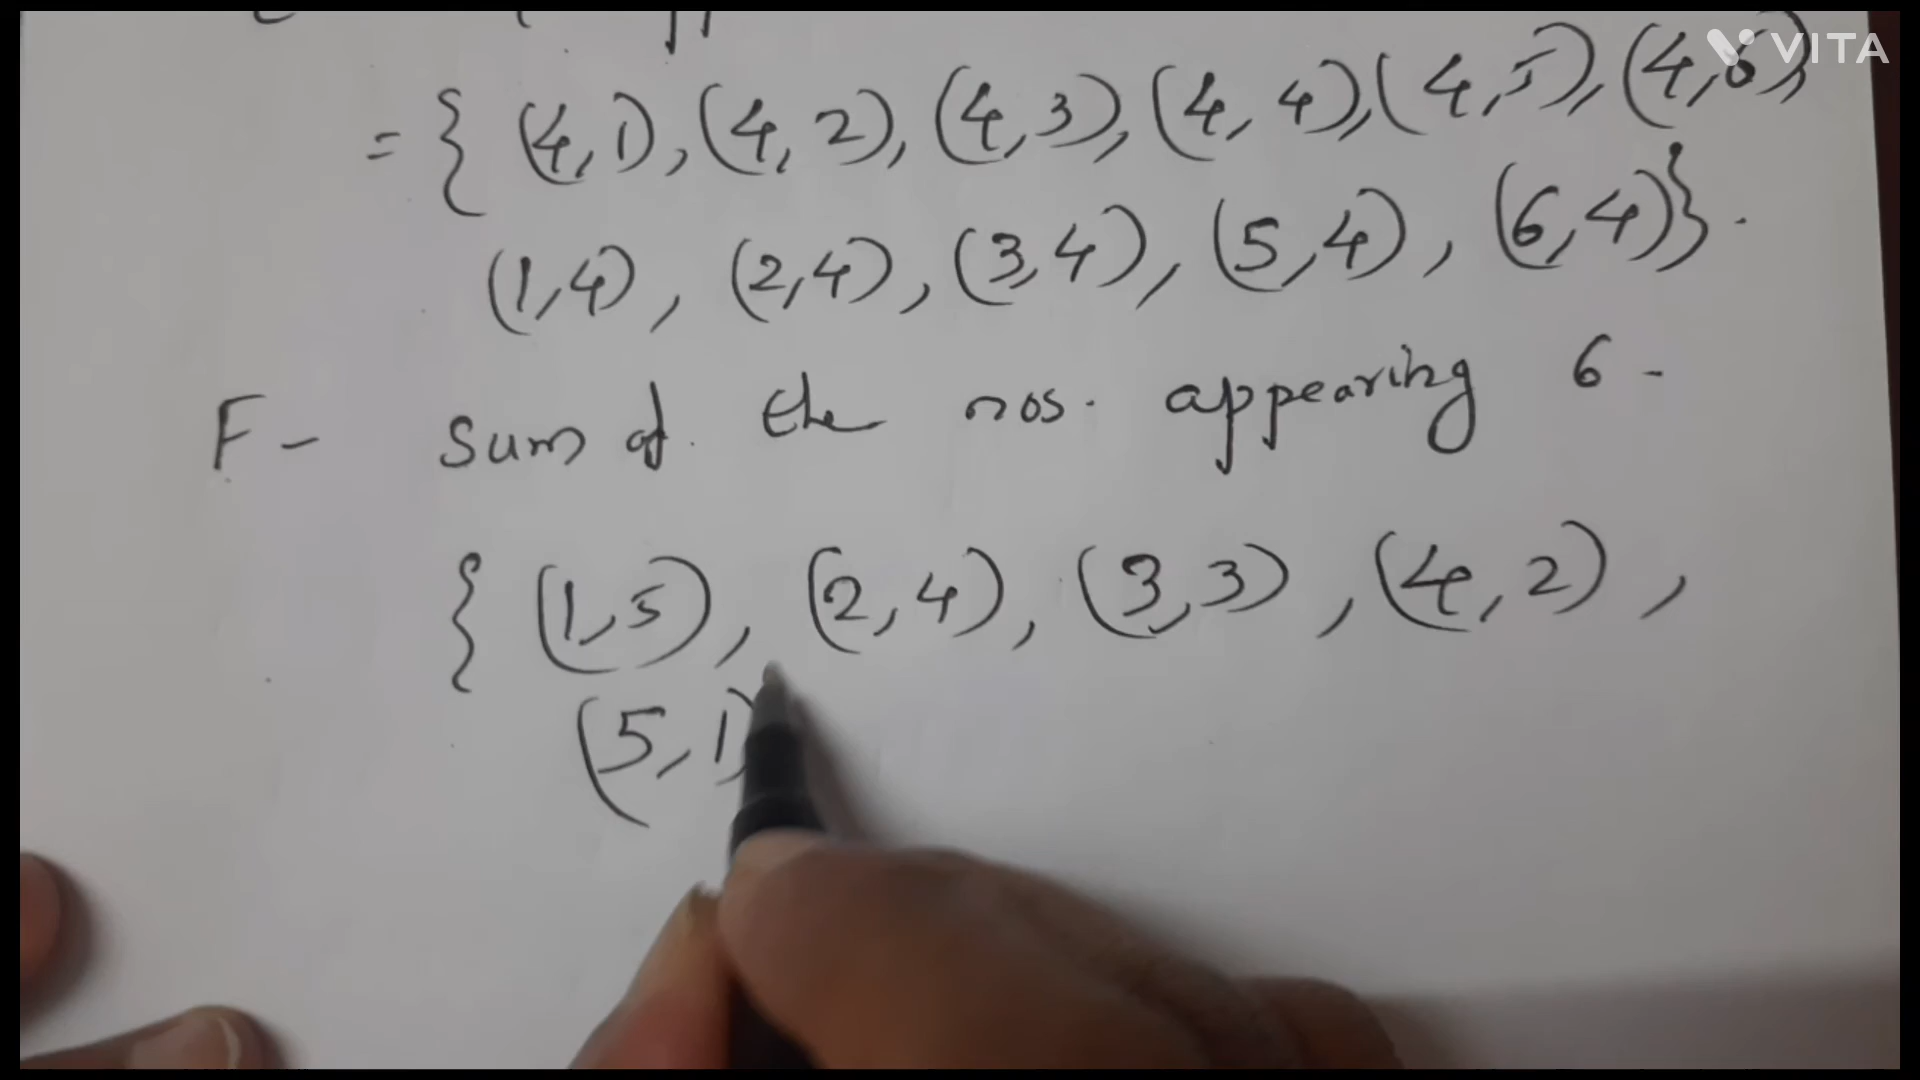 VITA
= { (4,1), (4,2), (4,3), (4,4), (4,5), (4,6),
(1,4), (2,4), (3,4), (5,4), (6,4)}.
F - Sum of the nos. appearing 6 -
{ (1,5), (2,4), (3,3), (4,2),
(5,1)